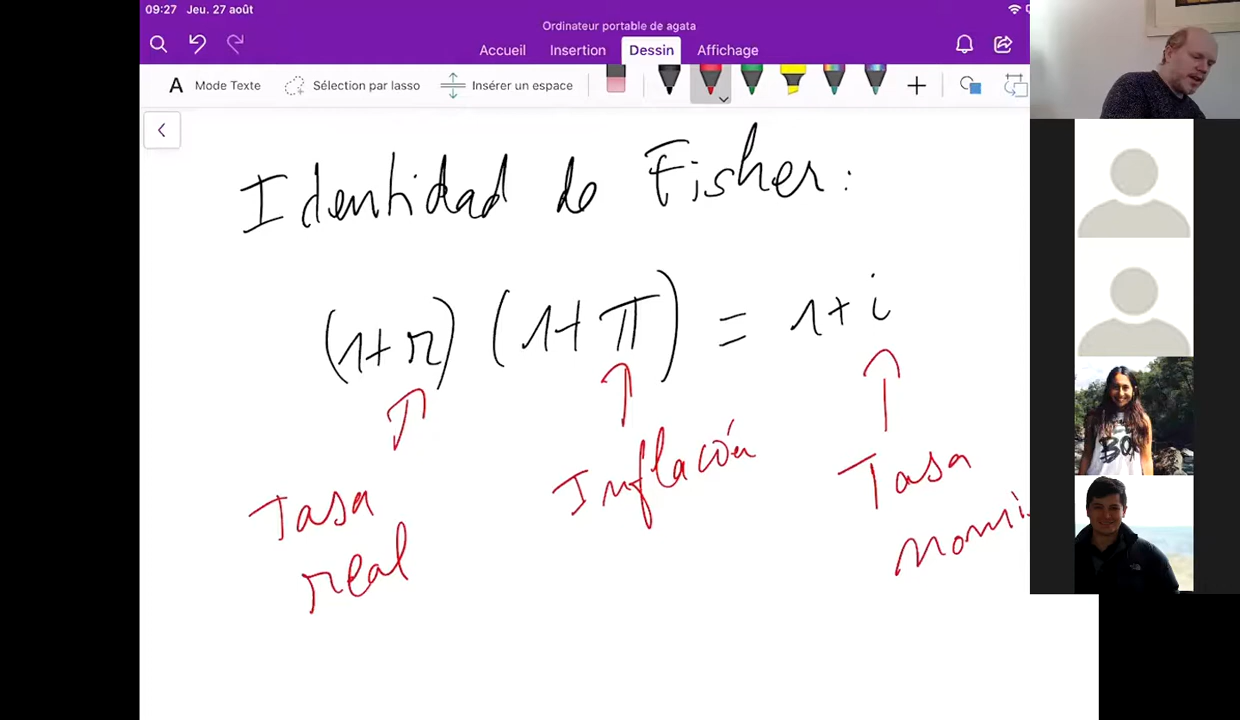 09:27 Jeu. 27 août
Ordinateur portable de agata
Accueil Insertion Dessin Affichage
A Mode Texte Sélection par lasso Insérer un espace
Identidad de Fisher:
(1+r) (1+π) = 1+i
Tasa real
Inflación
Tasa nomi
BO